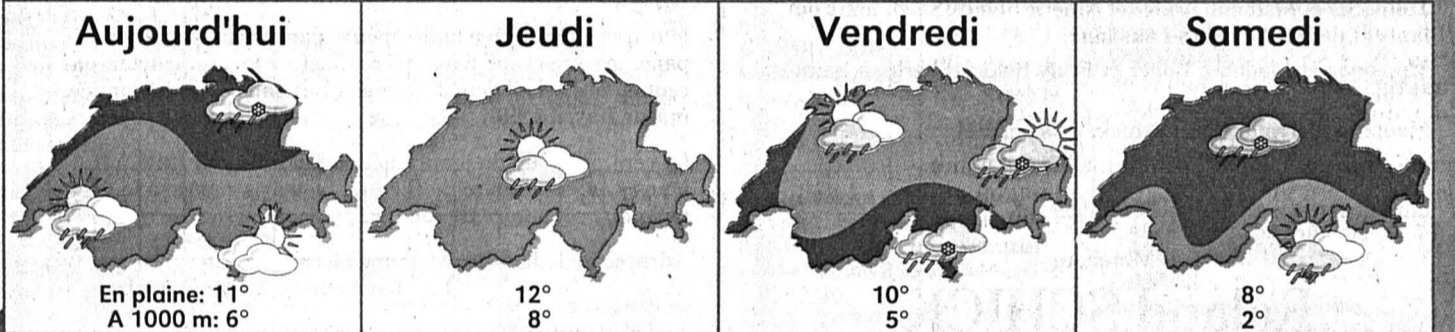 Aujourd'hui
En plaine: 11°
A 1000 m: 6°
Jeudi
12°
8°
Vendredi
10°
5°
Samedi
8°
2°